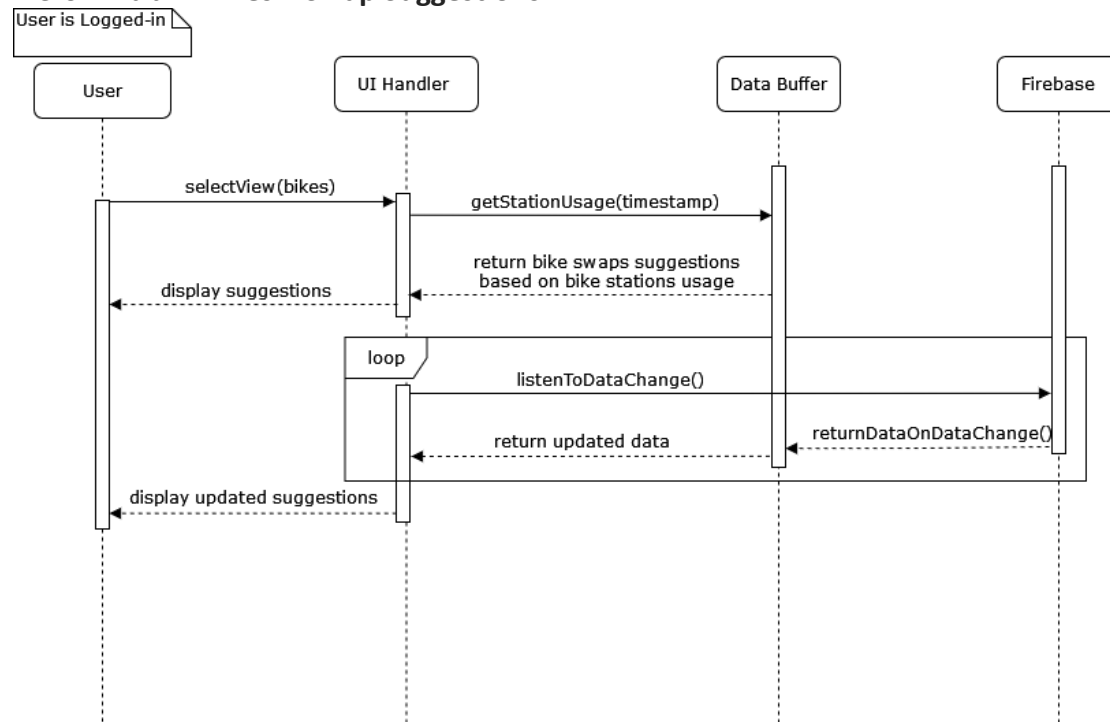 User is Logged-in
User
UI Handler
Data Buffer
Firebase
selectView(bikes)
getStationUsage(timestamp)
return bike swaps suggestions
based on bike stations usage
display suggestions
loop
listenToDataChange()
returnDataOnDataChange()
return updated data
display updated suggestions